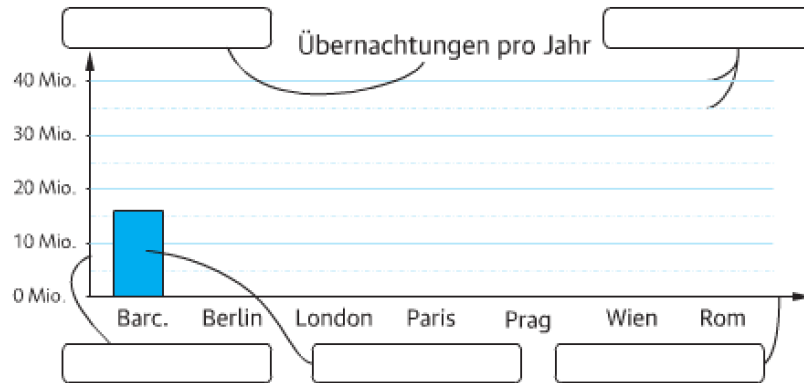 Übernachtungen pro Jahr
40 Mio.
30 Mio.
20 Mio.
10 Mio.
0 Mio.
Barc. Berlin London Paris Prag Wien Rom